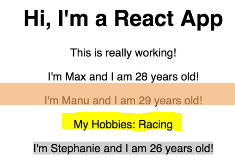 Hi, I'm a React App
This is really working!
I'm Max and I am 28 years old!
I'm Manu and I am 29 years old!
My Hobbies: Racing
I'm Stephanie and I am 26 years old!